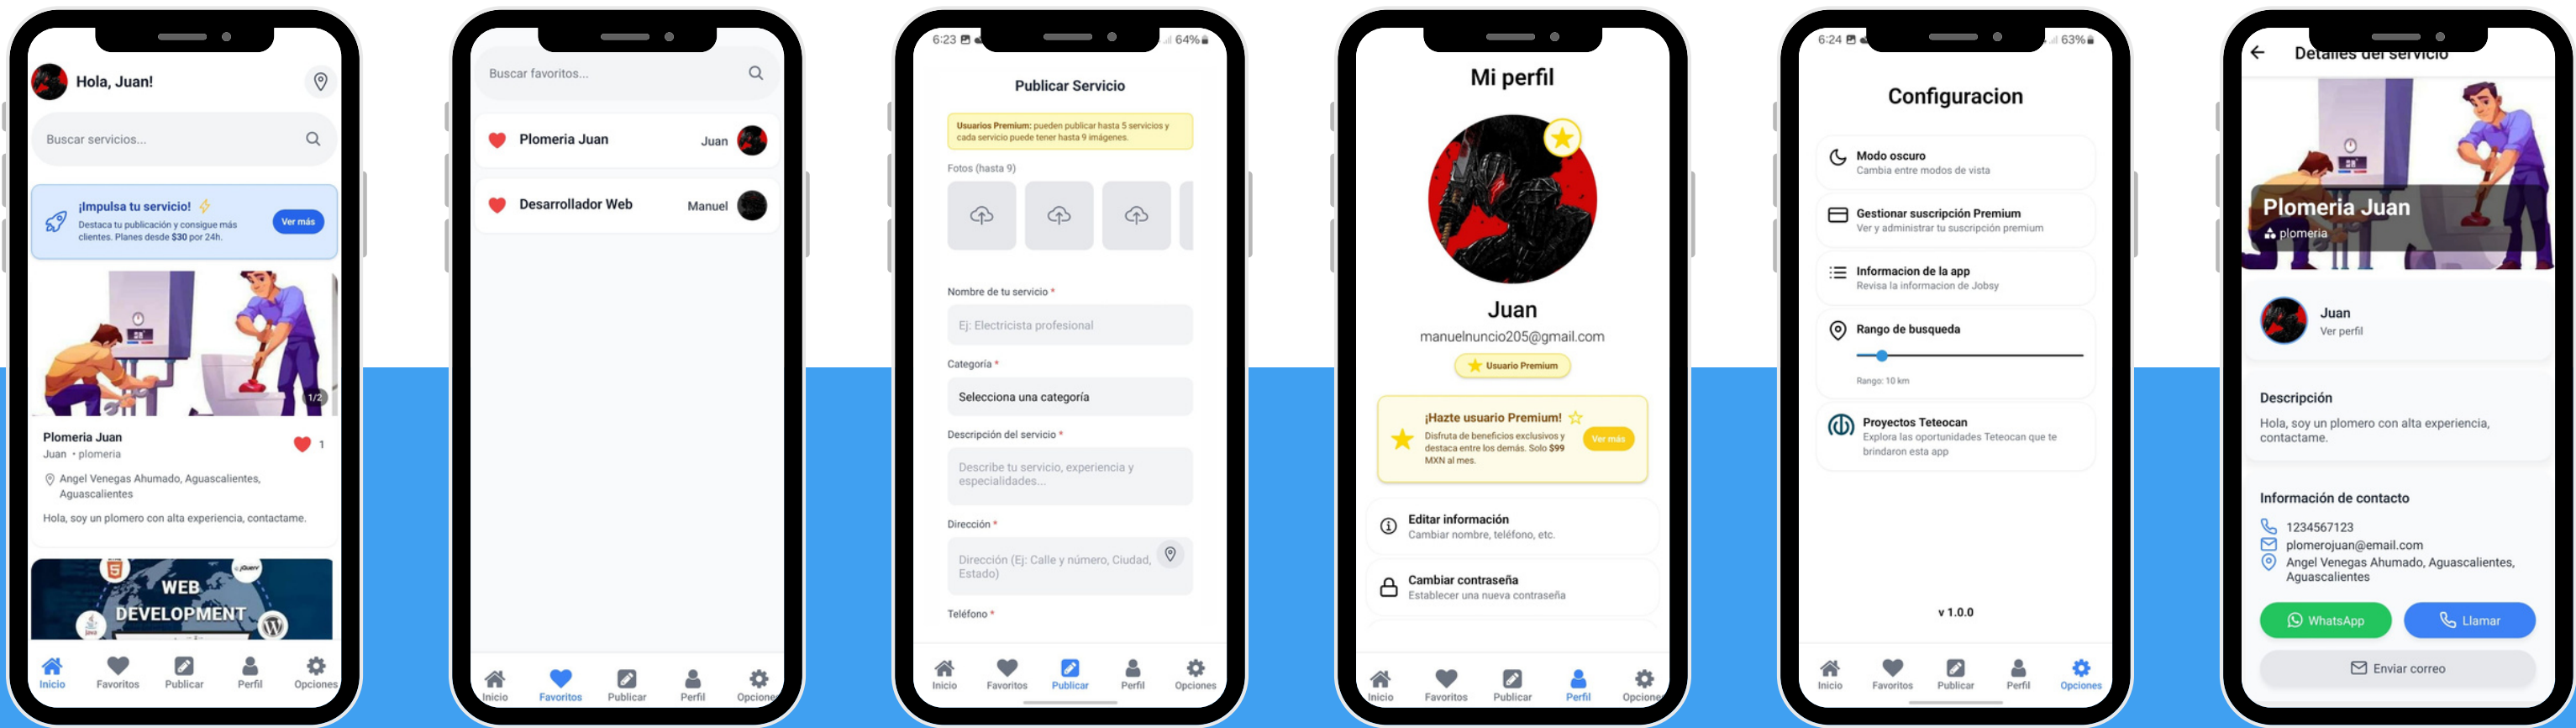 Hola, Juan!
Buscar servicios...
¡Impulsa tu servicio!
Destaca tu publicación y consigue más
clientes. Planes desde $30 por 24h.
Ver más
1/2
Plomeria Juan
1
Juan • plomeria
Angel Venegas Ahumado, Aguascalientes,
Aguascalientes
Hola, soy un plomero con alta experiencia, contactame.
5
jQuery
WEB
DEVELOPMENT
Java
Inicio
Favoritos
Publicar
Perfil
Opciones
Buscar favoritos...
Plomeria Juan
Juan
Desarrollador Web
Manuel
Inicio
Favoritos
Publicar
Perfil
Opcione
6:23
64%
Publicar Servicio
Usuarios Premium: pueden publicar hasta 5 servicios y
cada servicio puede tener hasta 9 imágenes.
Fotos (hasta 9)
Nombre de tu servicio *
Ej: Electricista profesional
Categoría *
Selecciona una categoría
Descripción del servicio *
Describe tu servicio, experiencia y
especialidades...
Dirección *
Dirección (Ej: Calle y número, Ciudad,
Estado)
Teléfono *
Inicio
Favoritos
Publicar
Perfil
Opciones
Mi perfil
Juan
manuelnuncio205@gmail.com
Usuario Premium
¡Hazte usuario Premium!
Disfruta de beneficios exclusivos y
destaca entre los demás. Solo $99
MXN al mes.
Ver más
Editar información
Cambiar nombre, teléfono, etc.
Cambiar contraseña
Establecer una nueva contraseña
Inicio
Favoritos
Publicar
Perfil
Opcione
6:24
63%
Configuracion
Modo oscuro
Cambia entre modos de vista
Gestionar suscripción Premium
Ver y administrar tu suscripción premium
Informacion de la app
Revisa la informacion de Jobsy
Rango de busqueda
Rango: 10 km
Proyectos Teteocan
Explora las oportunidades Teteocan que te
brindaron esta app
v 1.0.0
Inicio
Favoritos
Publicar
Perfil
Opciones
Detalles del servicio
Plomeria Juan
plomeria
Juan
Ver perfil
Descripción
Hola, soy un plomero con alta experiencia,
contactame.
Información de contacto
1234567123
plomerojuan@email.com
Angel Venegas Ahumado, Aguascalientes,
Aguascalientes
WhatsApp
Llamar
Enviar correo